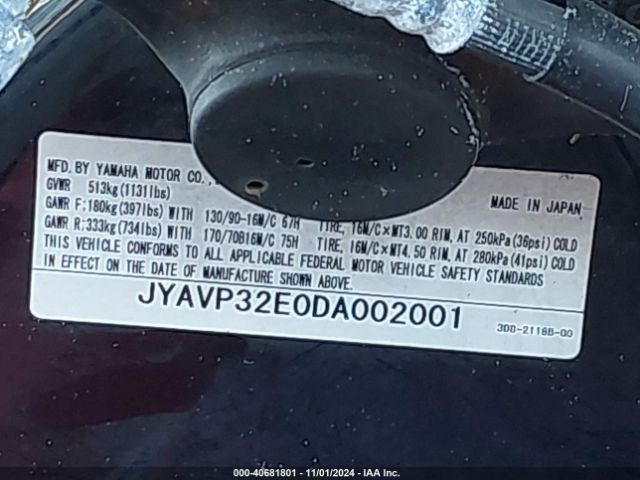 MFD. BY YAMAHA MOTOR CO.,
MADE IN JAPAN
GVWR 513kg(1131lbs)
GAWR F:180kg(397lbs) WITH 130/90-16M/C 67H TIRE, 16M/C×MT3.00 RIM, AT 250kPa(36psi) COLD
GAWR R:333kg(734lbs) WITH 170/70B16M/C 75H TIRE, 16M/C×MT4.50 RIM, AT 280kPa(41psi) COLD
THIS VEHICLE CONFORMS TO ALL APPLICABLE FEDERAL MOTOR VEHICLE SAFETY STANDARDS
IN EFFECT ON THE DATE OF MANUFACTURE SHOWN ABOVE.
JYAVP32E0DA002001
3D8-2118B-00
000-40681801 - 11/01/2024 - IAA Inc.